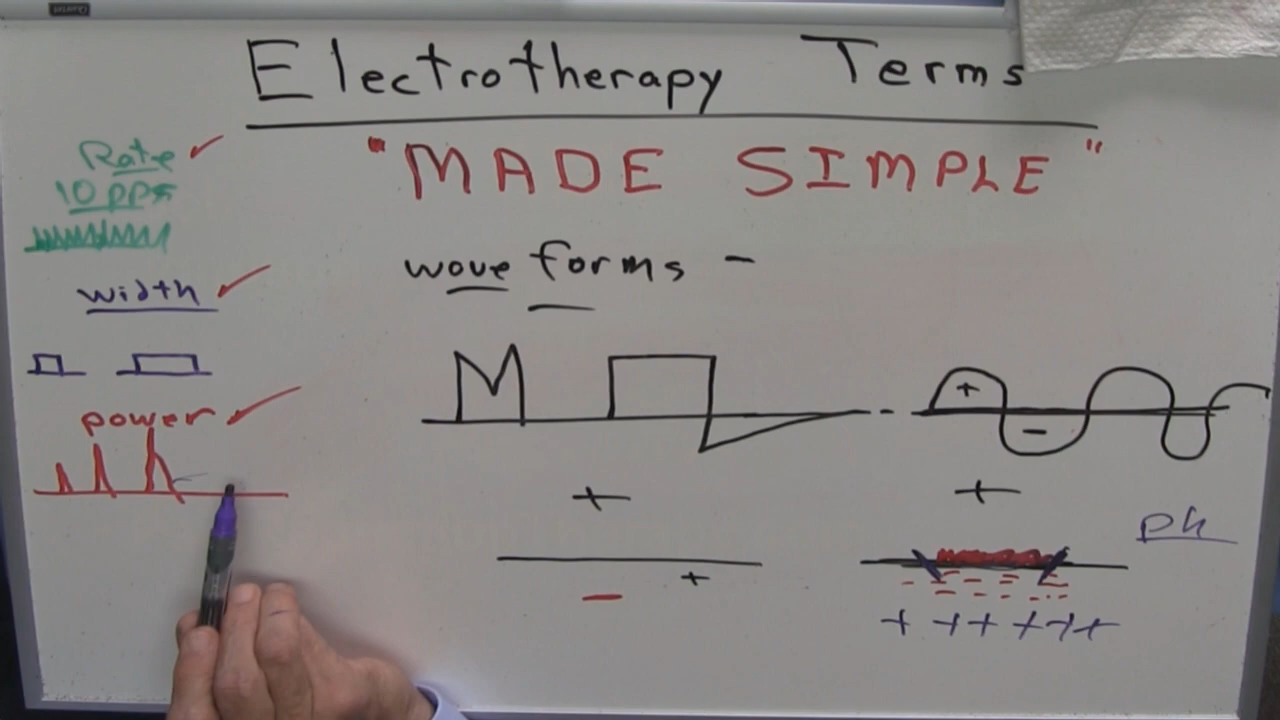 Electrotherapy Terms
"MADE SIMPLE"
Rate
10 pps
width
power
wave forms -
+
-
+
+
-
+
+ + + + + +
ph